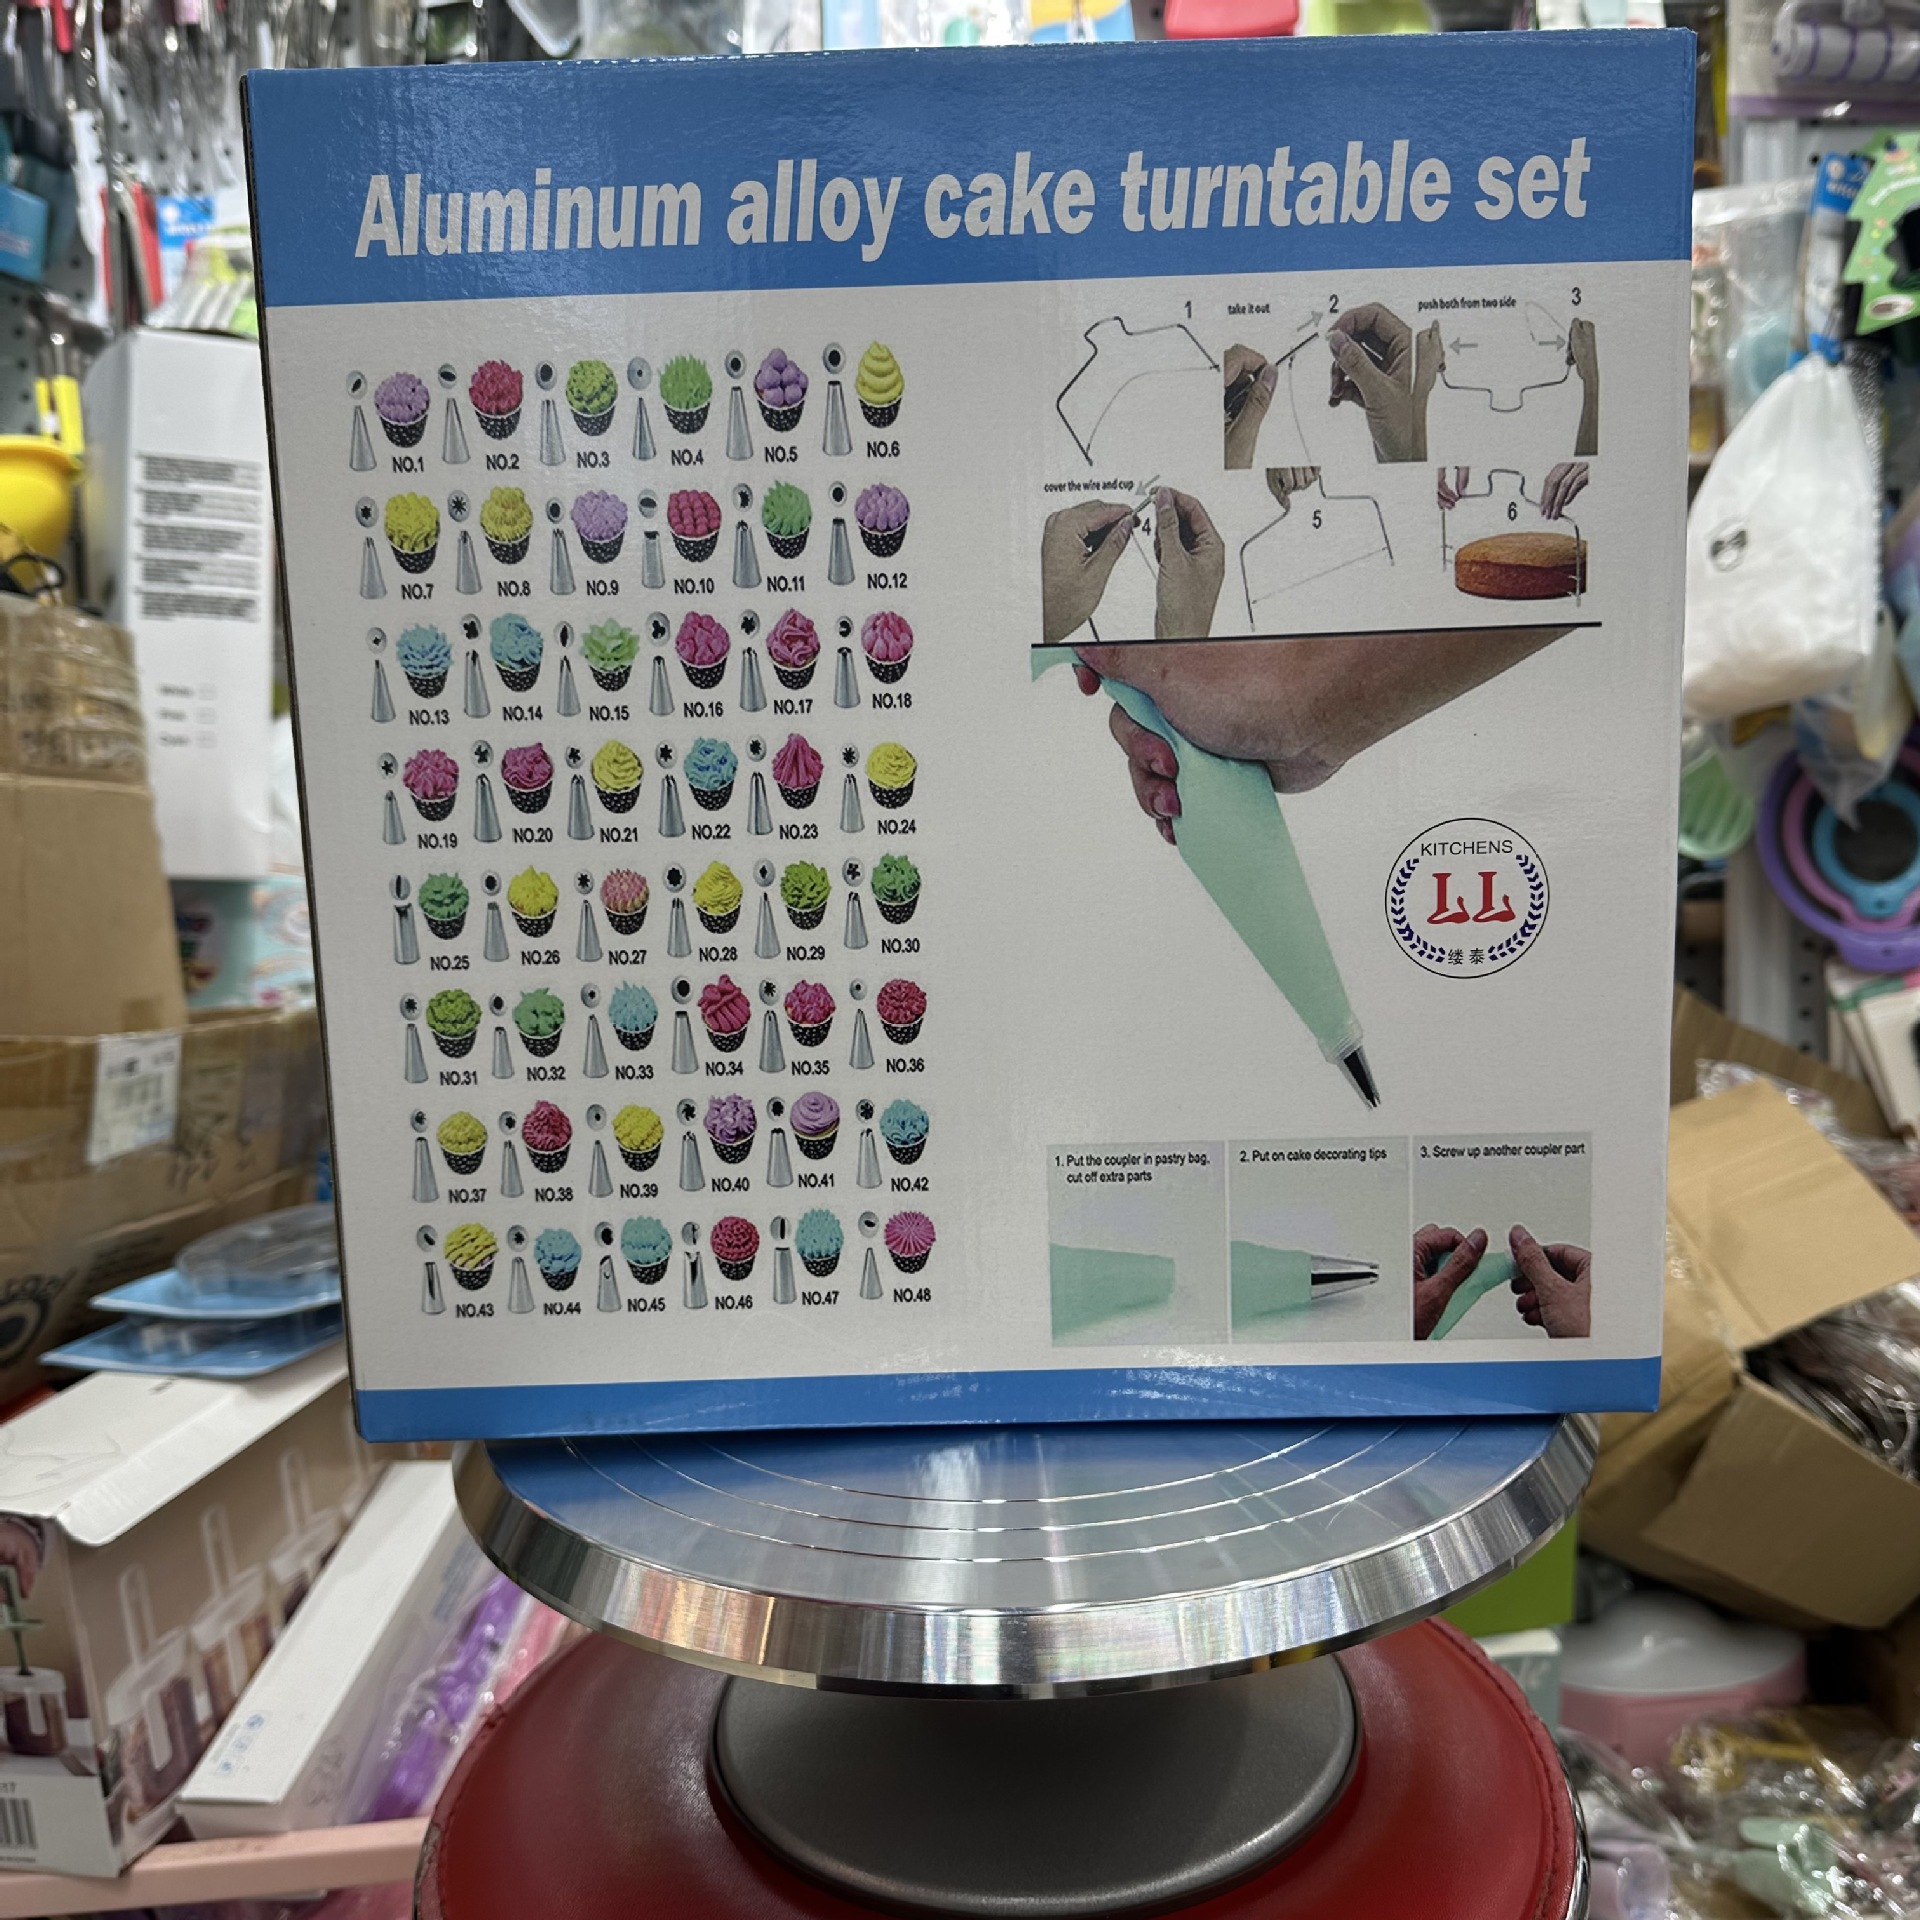 Aluminum alloy cake turntable set
1
take it out
2
push both from two side
3
cover the wire and cup
4
5
6
NO.1 NO.2 NO.3 NO.4 NO.5 NO.6
NO.7 NO.8 NO.9 NO.10 NO.11 NO.12
NO.13 NO.14 NO.15 NO.16 NO.17 NO.18
NO.19 NO.20 NO.21 NO.22 NO.23 NO.24
NO.25 NO.26 NO.27 NO.28 NO.29 NO.30
NO.31 NO.32 NO.33 NO.34 NO.35 NO.36
NO.37 NO.38 NO.39 NO.40 NO.41 NO.42
NO.43 NO.44 NO.45 NO.46 NO.47 NO.48
KITCHENS
LL
缕泰
1. Put the coupler in pastry bag,
cut off extra parts
2. Put on cake decorating tips
3. Screw up another coupler part